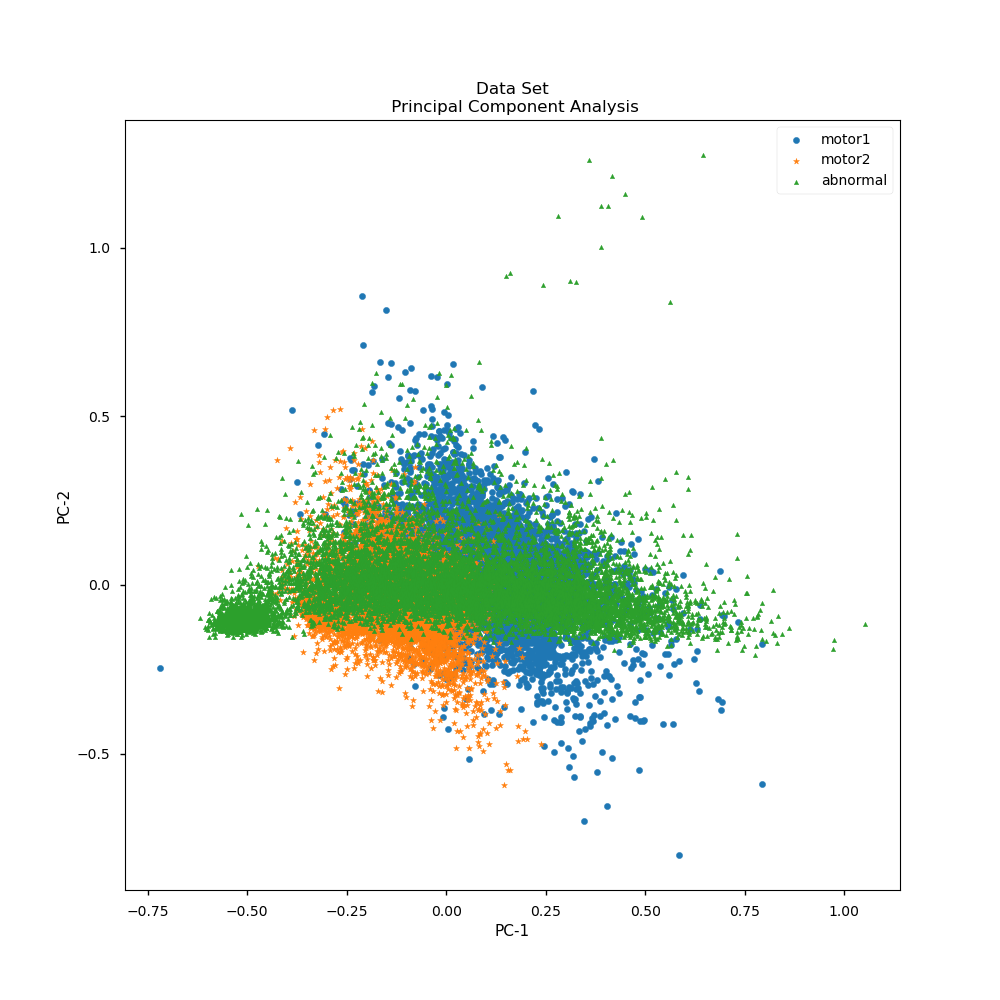 Data Set
Principal Component Analysis
motor1
motor2
abnormal
PC-2
1.0
0.5
0.0
−0.5
−0.75
−0.50
−0.25
0.00
0.25
0.50
0.75
1.00
PC-1